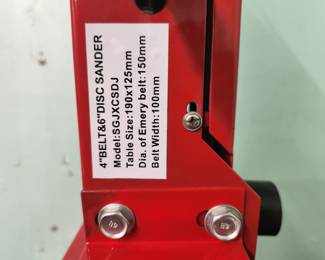 4"BELT&6"DISC SANDER
Model:SGJXCSDJ
Table Size:190x125mm
Dia. of Emery belt:150mm
Belt Width:100mm